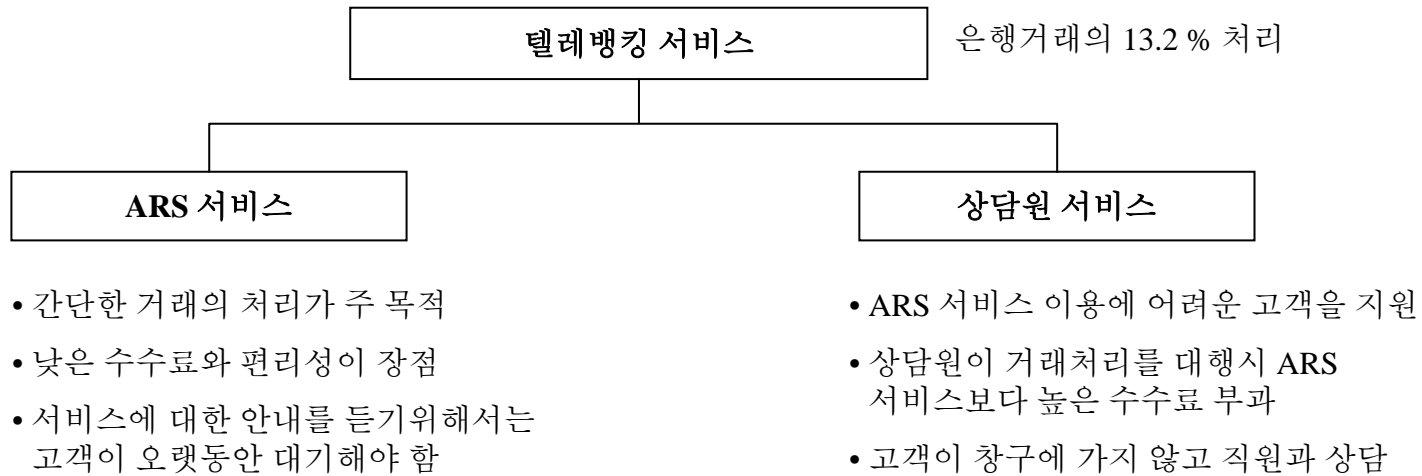 텔레뱅킹 서비스
은행거래의 13.2 % 처리
ARS 서비스
• 간단한 거래의 처리가 주 목적
• 낮은 수수료와 편리성이 장점
• 서비스에 대한 안내를 듣기위해서는
고객이 오랫동안 대기해야 함
상담원 서비스
• ARS 서비스 이용에 어려운 고객을 지원
• 상담원이 거래처리를 대행시 ARS
서비스보다 높은 수수료 부과
• 고객이 창구에 가지 않고 직원과 상담